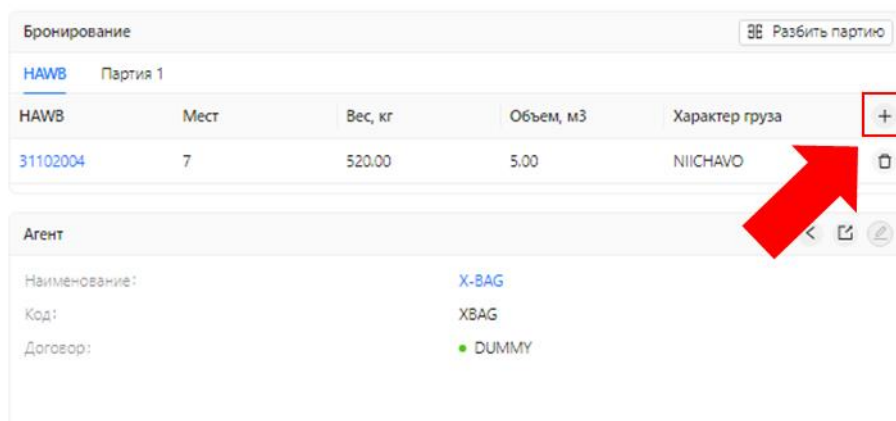 Бронирование Разбить партию
HAWB Партия 1
HAWB Мест Вес, кг Объем, м3 Характер груза
31102004 7 520.00 5.00 NIICHAVO
Агент
Наименование: X-BAG
Код: XBAG
Договор: DUMMY